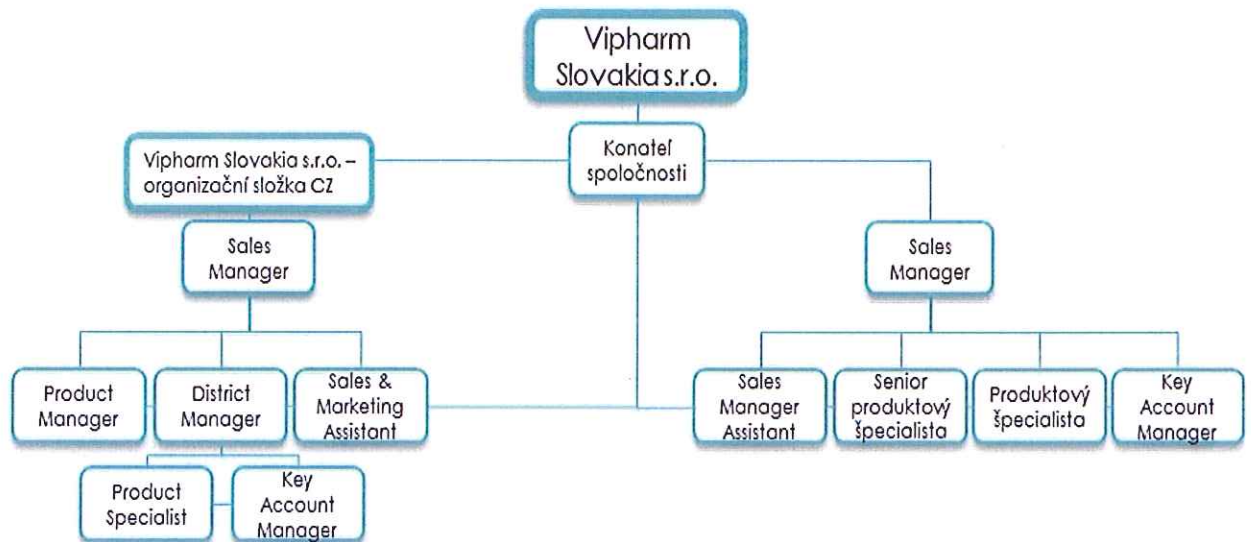 Vipharm
Slovakia s.r.o.
Konateľ
spoločnosti
Vipharm Slovakia s.r.o. –
organizační složka CZ
Sales
Manager
Sales
Manager
Product
Manager
District
Manager
Sales &
Marketing
Assistant
Sales
Manager
Assistant
Senior
produktový
špecialista
Produktový
špecialista
Key
Account
Manager
Product
Specialist
Key
Account
Manager